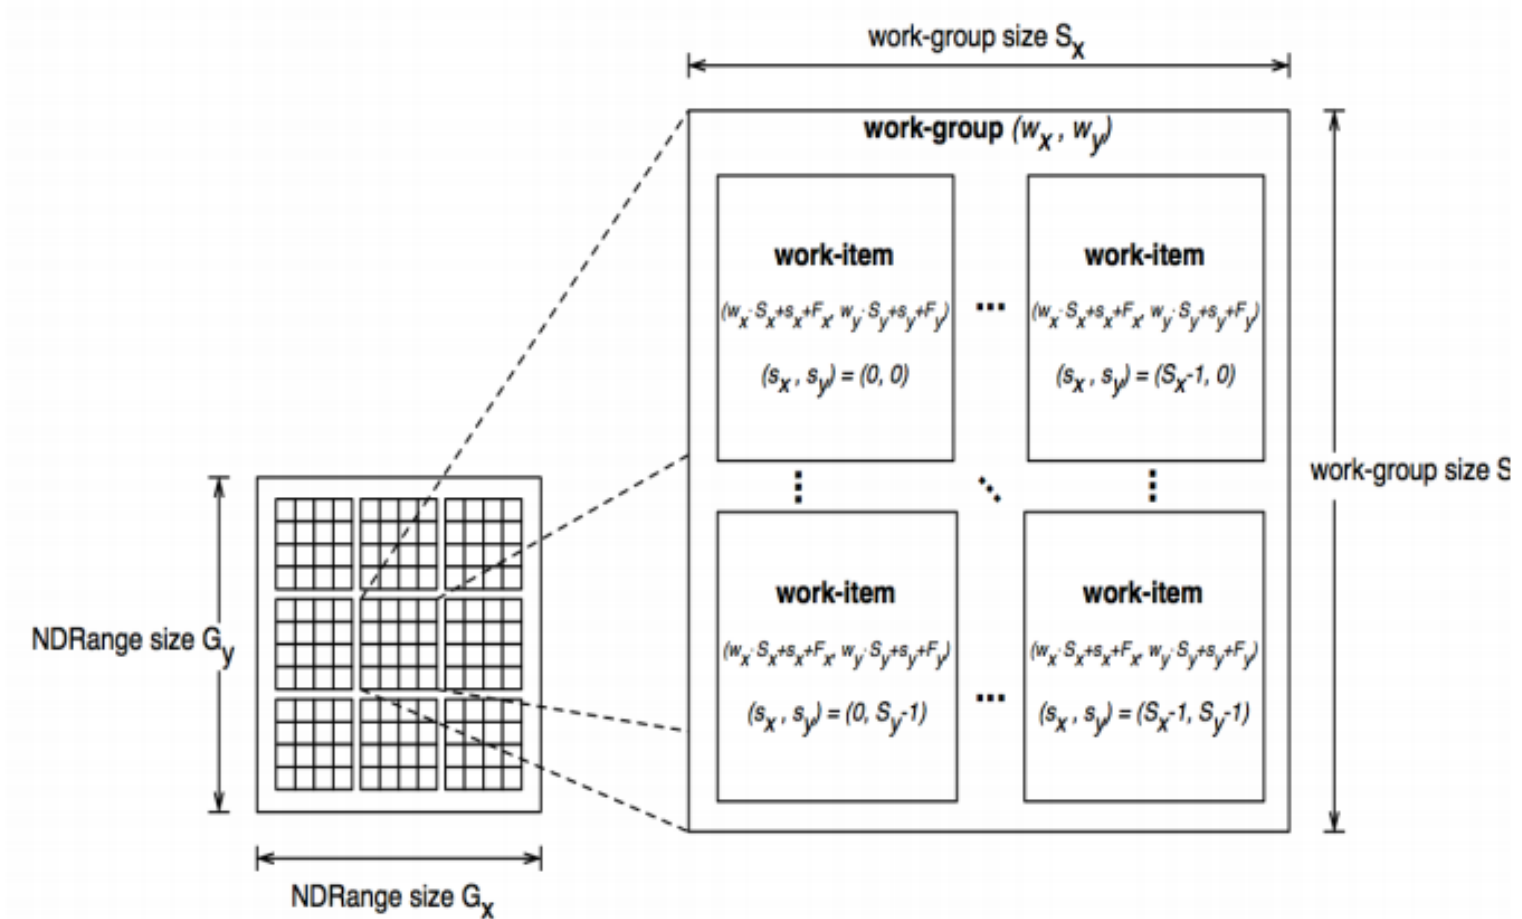 work-group size Sx
work-group (wx, wy)
work-item
work-item
(wx·Sx+sx+Fx, wy·Sy+sy+Fy)
...
(wx·Sx+sx+Fx, wy·Sy+sy+Fy)
(sx, sy) = (0, 0)
(sx, sy) = (Sx-1, 0)
work-group size S
work-item
work-item
NDRange size Gy
(wx·Sx+sx+Fx, wy·Sy+sy+Fy)
(wx·Sx+sx+Fx, wy·Sy+sy+Fy)
...
(sx, sy) = (0, Sy-1)
(sx, sy) = (Sx-1, Sy-1)
NDRange size Gx